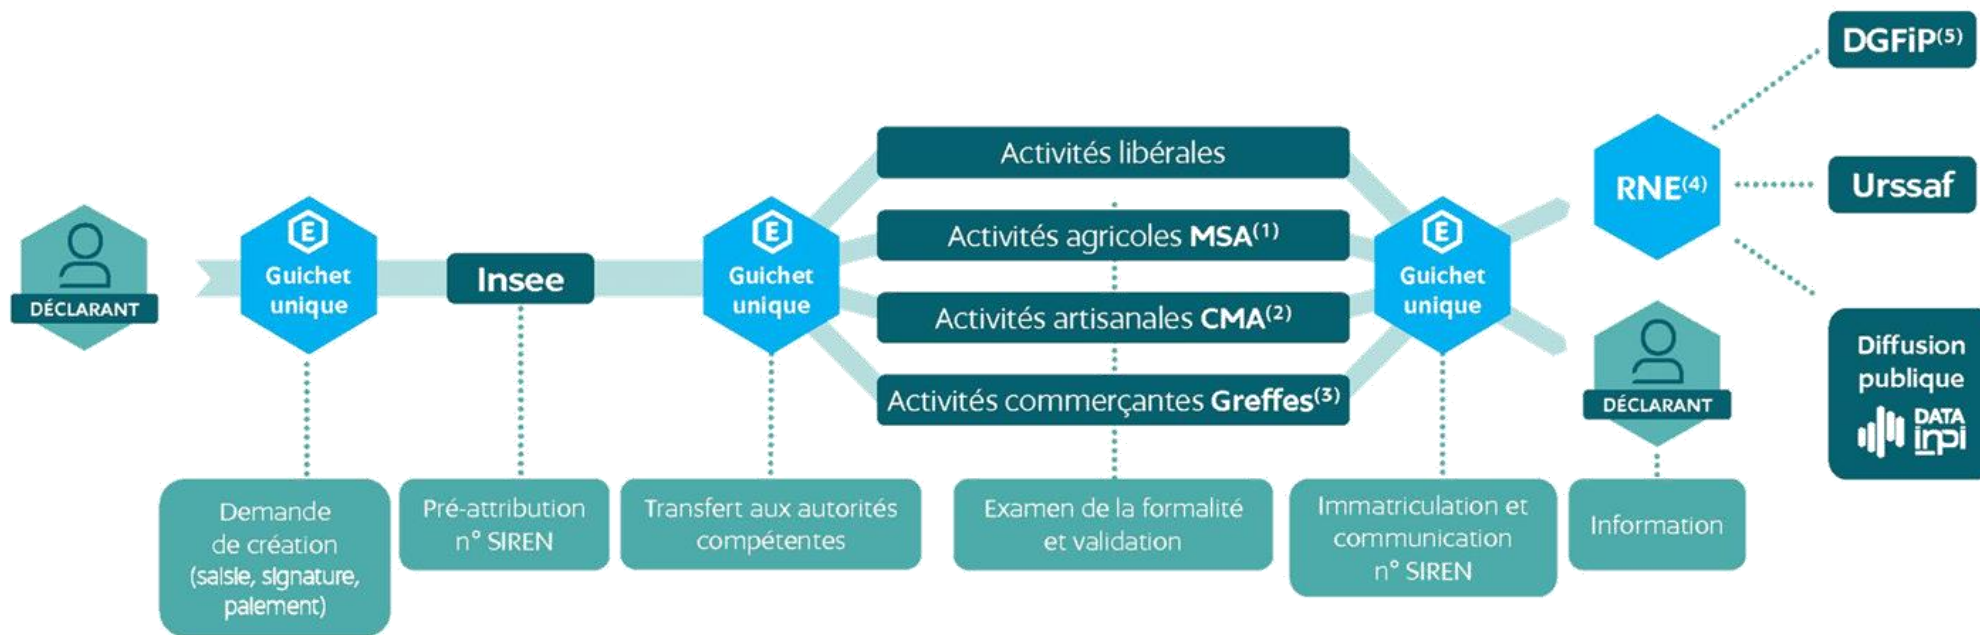 DÉCLARANT
E
Guichet
unique
Insee
E
Guichet
unique
Activités libérales
Activités agricoles MSA(1)
Activités artisanales CMA(2)
Activités commerçantes Greffes(3)
E
Guichet
unique
RNE(4)
DÉCLARANT
DGFiP(5)
Urssaf
Diffusion
publique
DATA
inpi
Demande
de création
(saisie, signature,
paiement)
Pré-attribution
n° SIREN
Transfert aux autorités
compétentes
Examen de la formalité
et validation
Immatriculation et
communication
n° SIREN
Information